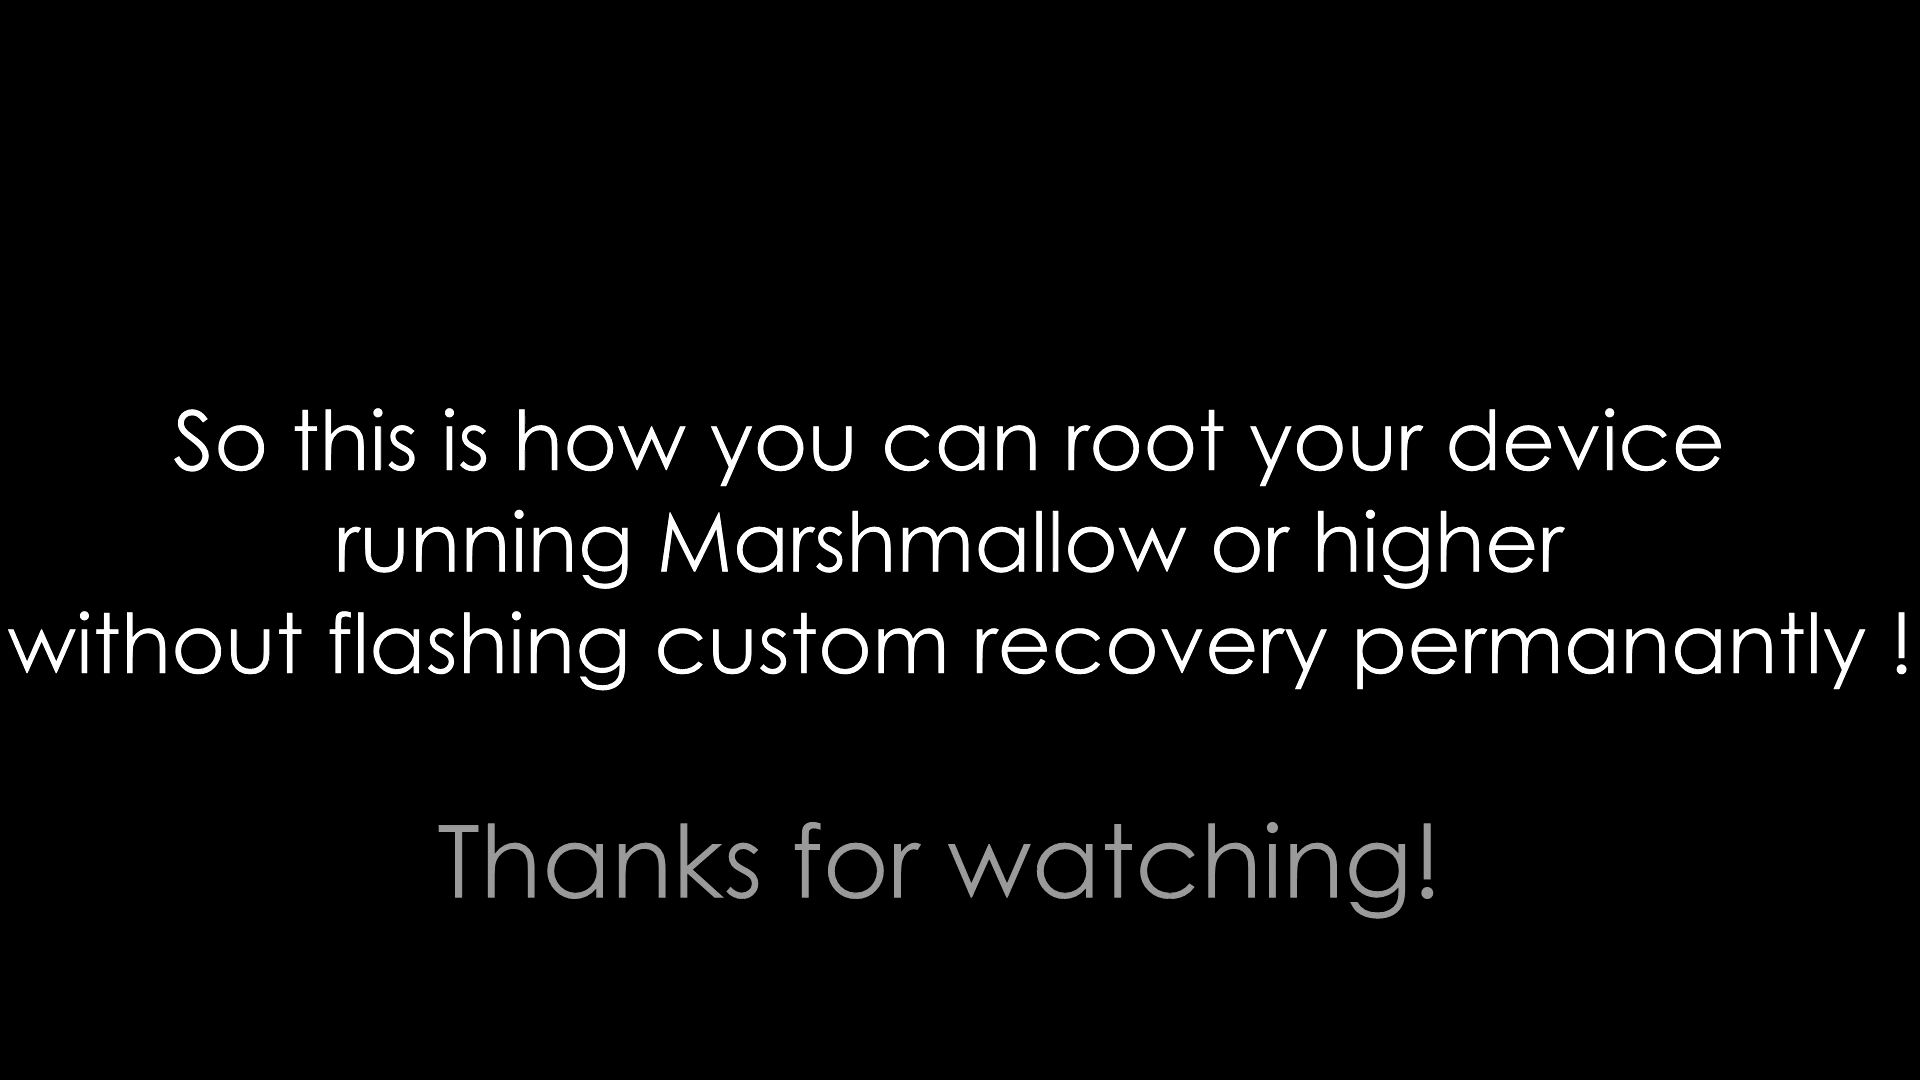 So this is how you can root your device
running Marshmallow or higher
without flashing custom recovery permanantly !
Thanks for watching!